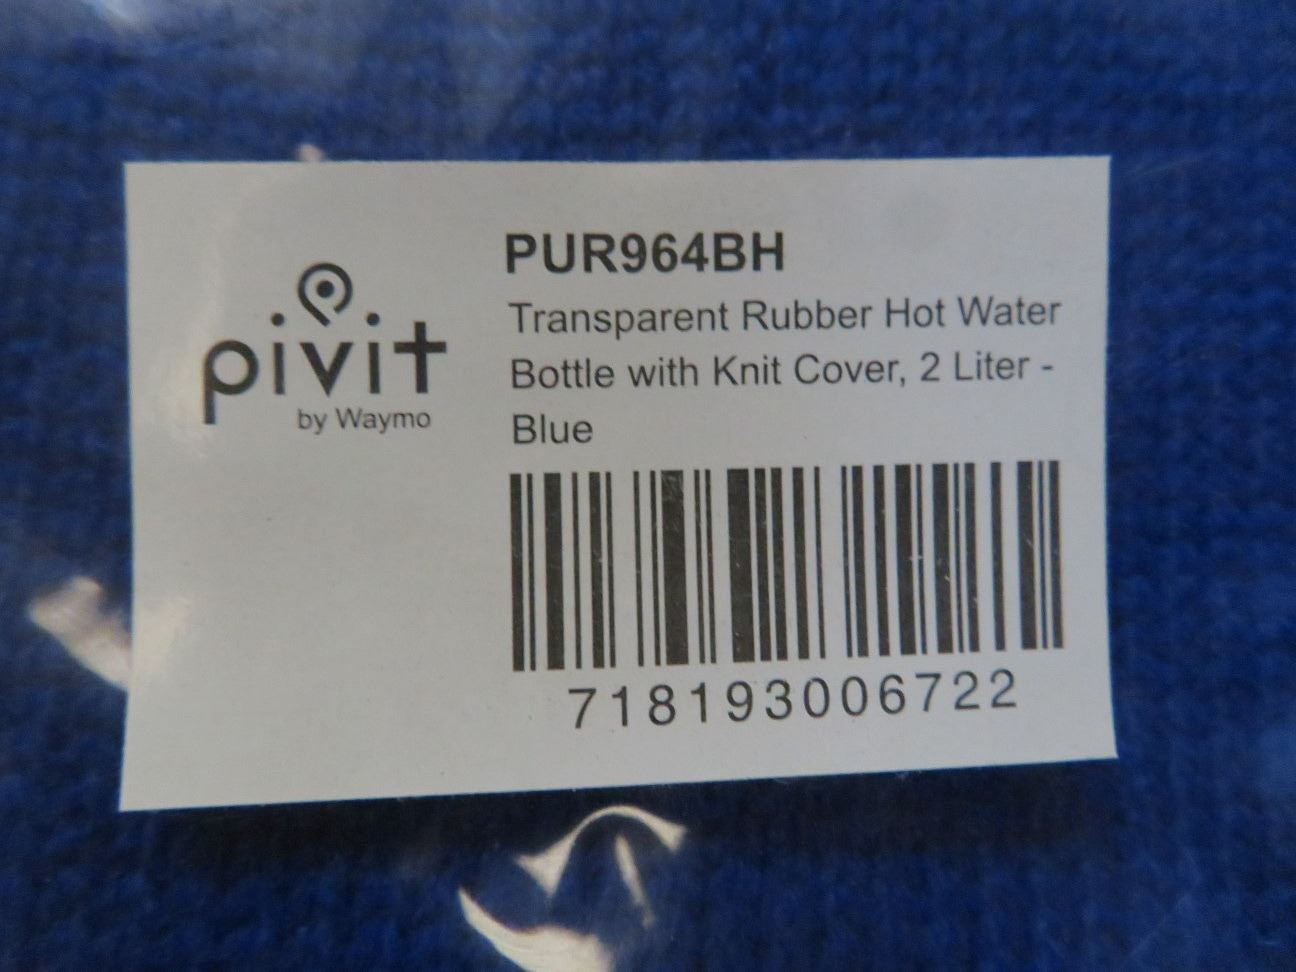 pivit
by Waymo
PUR964BH
Transparent Rubber Hot Water
Bottle with Knit Cover, 2 Liter -
Blue
718193006722